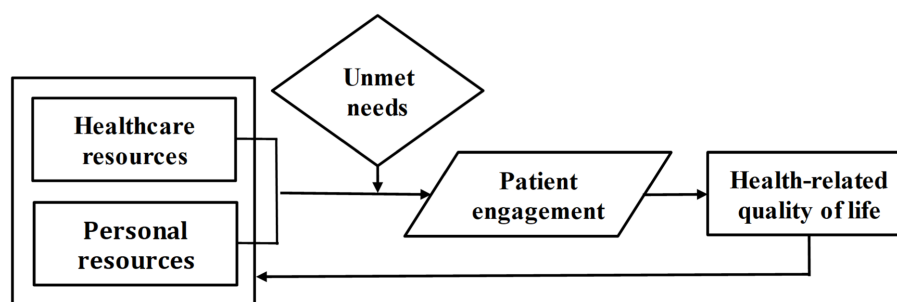 Unmet
needs
Healthcare
resources
Personal
resources
Patient
engagement
Health-related
quality of life